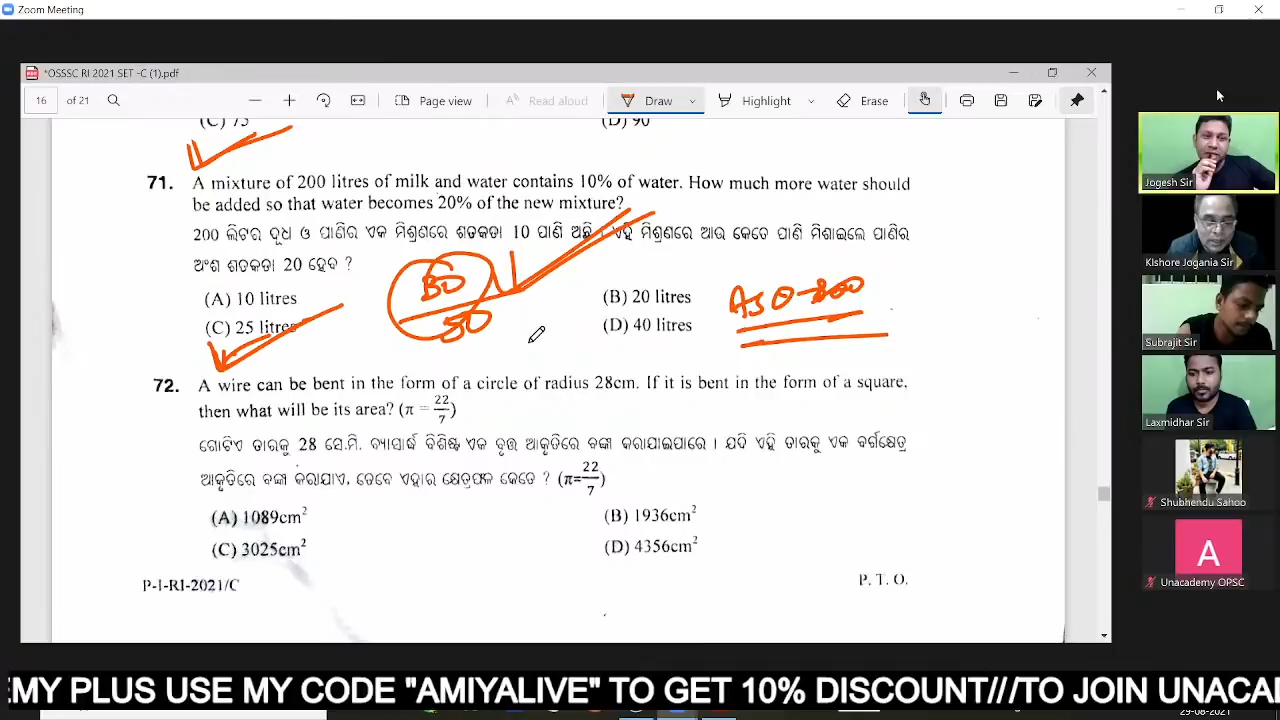 Zoom Meeting
*OSSSC RI 2021 SET -C (1).pdf
16 of 21 Page view Read aloud Draw Highlight Erase
(C) 75 (D) 90
71. A mixture of 200 litres of milk and water contains 10% of water. How much more water should
be added so that water becomes 20% of the new mixture?
200 ଲିଟର ଦୁଧ ଓ ପାଣିର ଏକ ମିଶ୍ରଣରେ ଶତକଡା 10 ପାଣି ଅଛି । ଏହି ମିଶ୍ରଣରେ ଆଉ କେତେ ପାଣି ମିଶାଇଲେ ପାଣିର
ଅଂଶ ଶତକଡା 20 ହେବ ?
(A) 10 litres (B) 20 litres
(C) 25 litres (D) 40 litres
50
72. A wire can be bent in the form of a circle of radius 28cm. If it is bent in the form of a square,
then what will be its area? (π = 22/7)
ଗୋଟିଏ ତାରକୁ 28 ସେ.ମି. ବ୍ୟାସାର୍ଦ୍ଧ ବିଶିଷ୍ଟ ଏକ ବୃତ୍ତ ଆକୃତିରେ ବଙ୍କା କରାଯାଇପାରେ । ଯଦି ଏହି ତାରକୁ ଏକ ବର୍ଗକ୍ଷେତ୍ର
ଆକୃତିରେ ବଙ୍କା କରାଯାଏ, ତେବେ ଏହାର କ୍ଷେତ୍ରଫଳ କେତେ ? (π=22/7)
(A) 1089cm² (B) 1936cm²
(C) 3025cm² (D) 4356cm²
P-I-RI-2021/C P. T. O.
Jogesh Sir
KIshore Jogania Sir
Subrajit Sir
Laxmidhar Sir
Shubhendu Sahoo
A
Unacademy OPSC
EMY PLUS USE MY CODE "AMIYALIVE" TO GET 10% DISCOUNT///TO JOIN UNACA
29-08-2021